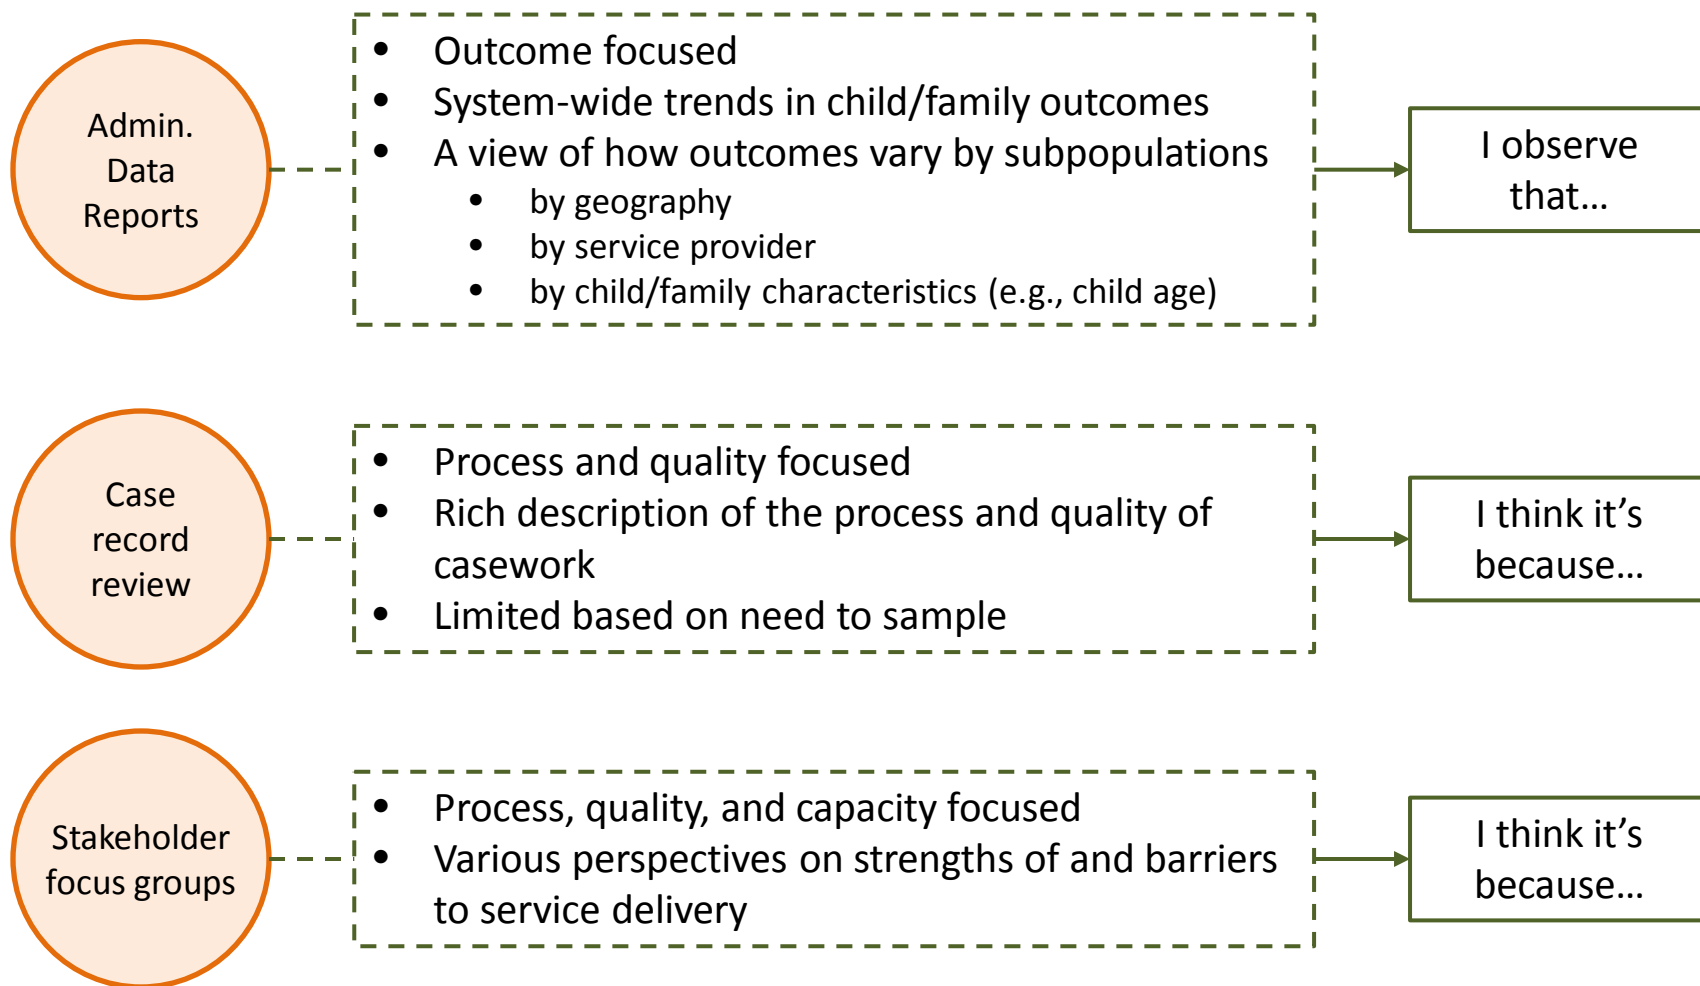 Admin.
Data
Reports
• Outcome focused
• System-wide trends in child/family outcomes
• A view of how outcomes vary by subpopulations
• by geography
• by service provider
• by child/family characteristics (e.g., child age)
I observe
that…
Case
record
review
• Process and quality focused
• Rich description of the process and quality of
casework
• Limited based on need to sample
I think it’s
because…
Stakeholder
focus groups
• Process, quality, and capacity focused
• Various perspectives on strengths of and barriers
to service delivery
I think it’s
because…